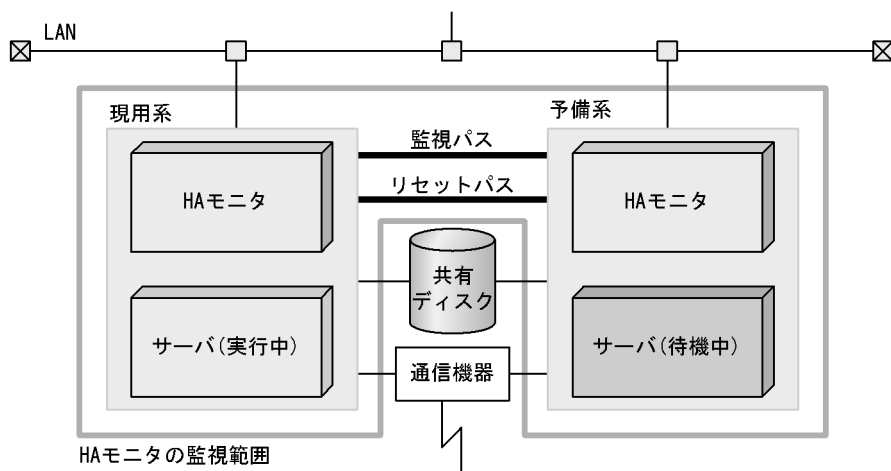 LAN
現用系
予備系
監視パス
HAモニタ
リセットパス
HAモニタ
共有
ディスク
サーバ(実行中)
サーバ(待機中)
通信機器
HAモニタの監視範囲